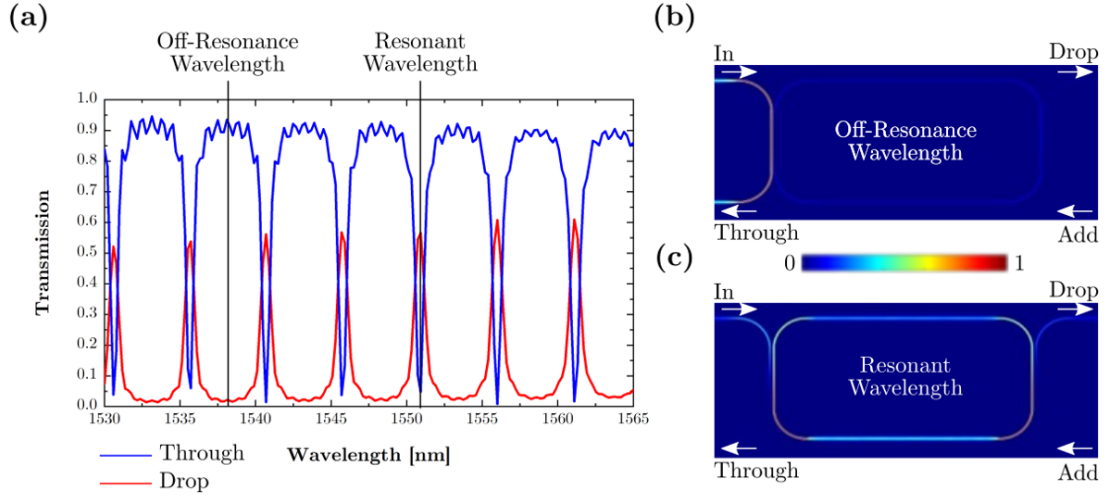 (a)
Off-Resonance
Wavelength
Resonant
Wavelength
1.0
0.9
0.8
0.7
0.6
0.5
0.4
0.3
0.2
0.1
0.0
Transmission
1530
1535
1540
1545
1550
1555
1560
1565
Wavelength [nm]
Through
Drop
(b)
In
Drop
Off-Resonance
Wavelength
Through
Add
0
1
(c)
In
Drop
Resonant
Wavelength
Through
Add